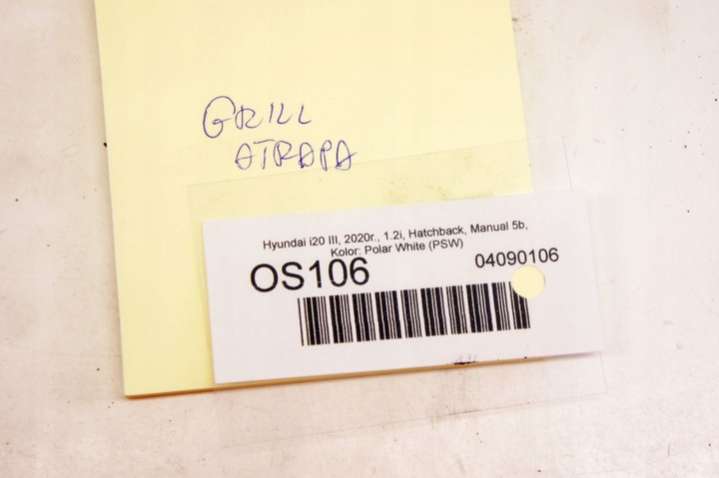 GRILL
ATRAPA
Hyundai i20 III, 2020r., 1.2i, Hatchback, Manual 5b,
Kolor: Polar White (PSW)
OS106
04090106